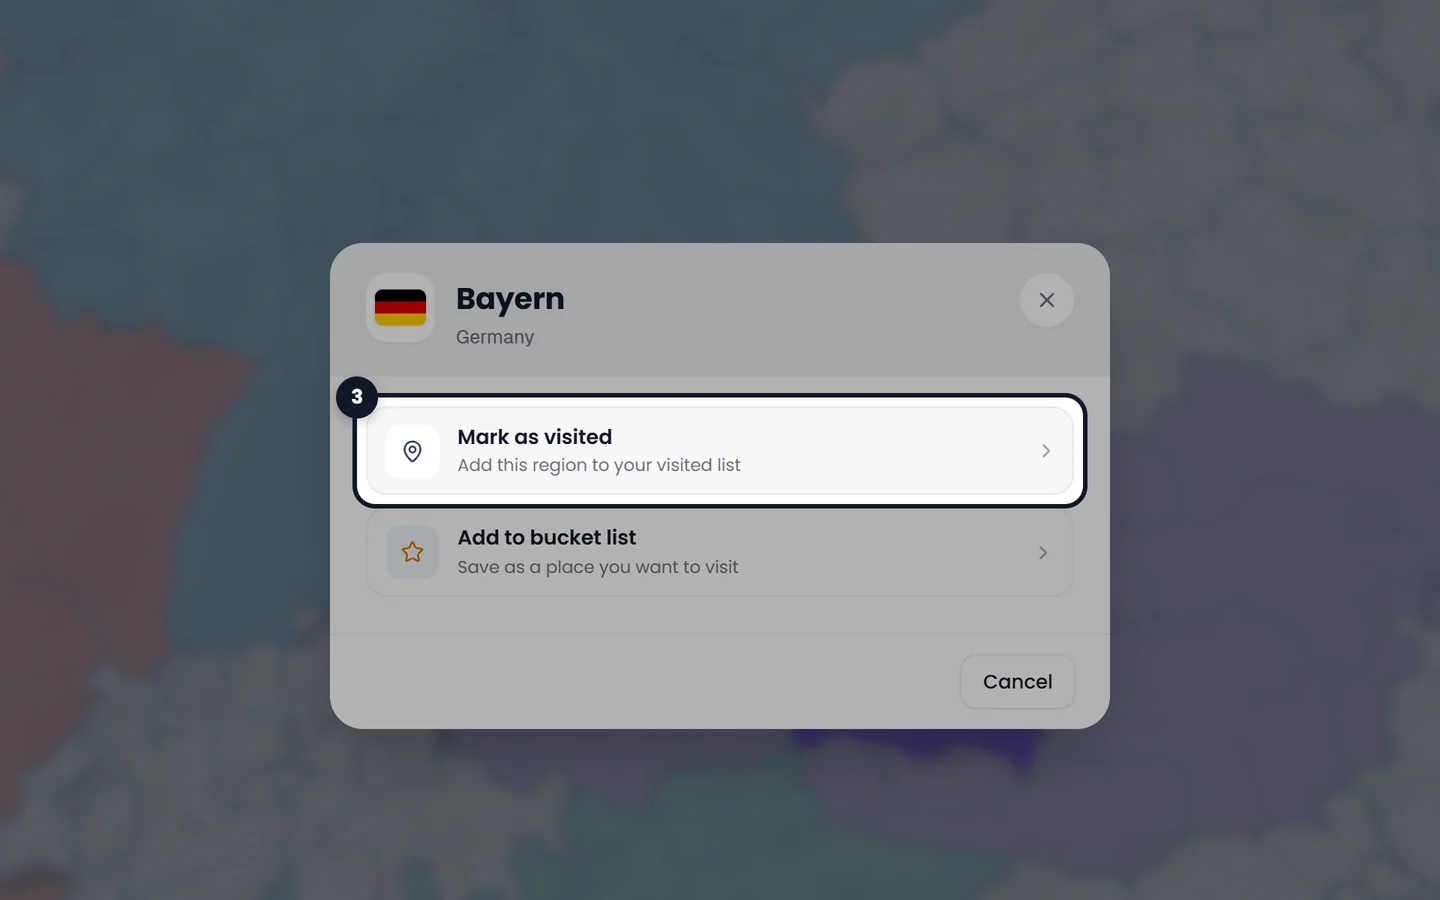 Bayern
Germany
3
Mark as visited
Add this region to your visited list
Add to bucket list
Save as a place you want to visit
Cancel